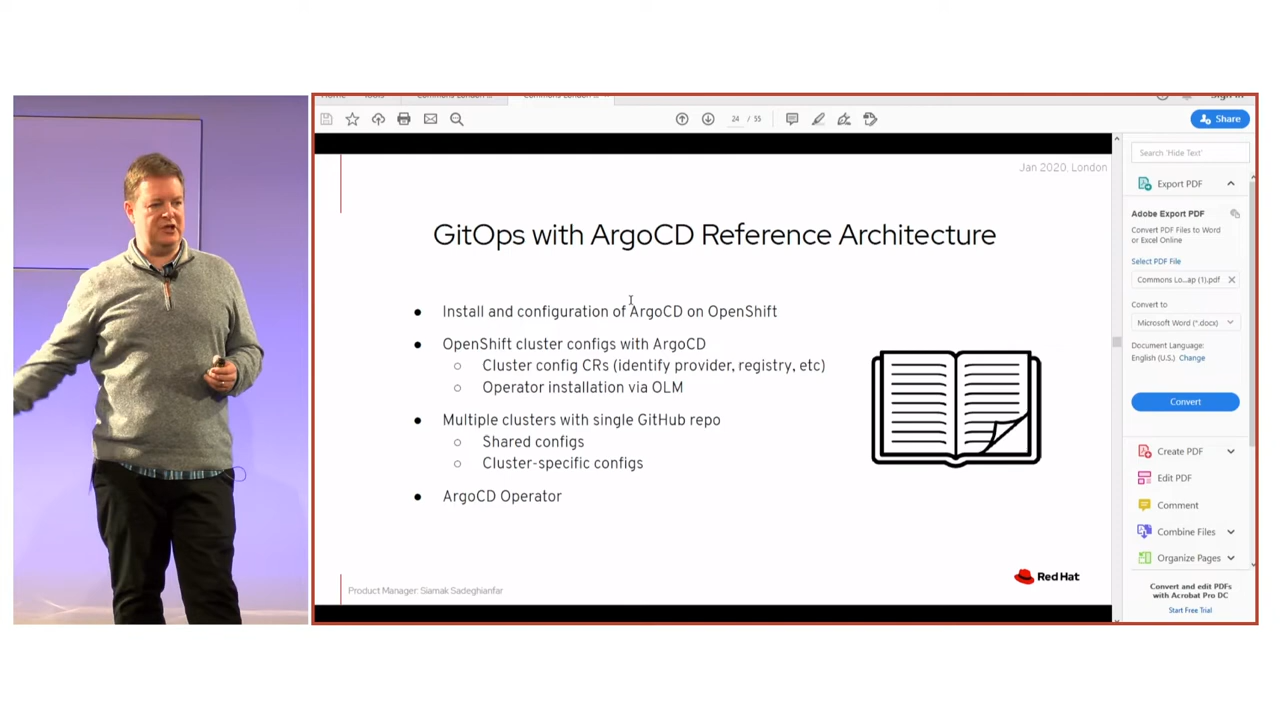 24 / 55
Share
Jan 2020, London
GitOps with ArgoCD Reference Architecture
● Install and configuration of ArgoCD on OpenShift
● OpenShift cluster configs with ArgoCD
○ Cluster config CRs (identify provider, registry, etc)
○ Operator installation via OLM
● Multiple clusters with single GitHub repo
○ Shared configs
○ Cluster-specific configs
● ArgoCD Operator
Product Manager: Siamak Sadeghianfar
Red Hat
Search 'Hide Text'
Export PDF
Adobe Export PDF
Convert PDF Files to Word
or Excel Online
Select PDF File
Commons Lo...ap (1).pdf
Convert to
Microsoft Word (*.docx)
Document Language:
English (U.S.) Change
Convert
Create PDF
Edit PDF
Comment
Combine Files
Organize Pages
Convert and edit PDFs
with Acrobat Pro DC
Start Free Trial